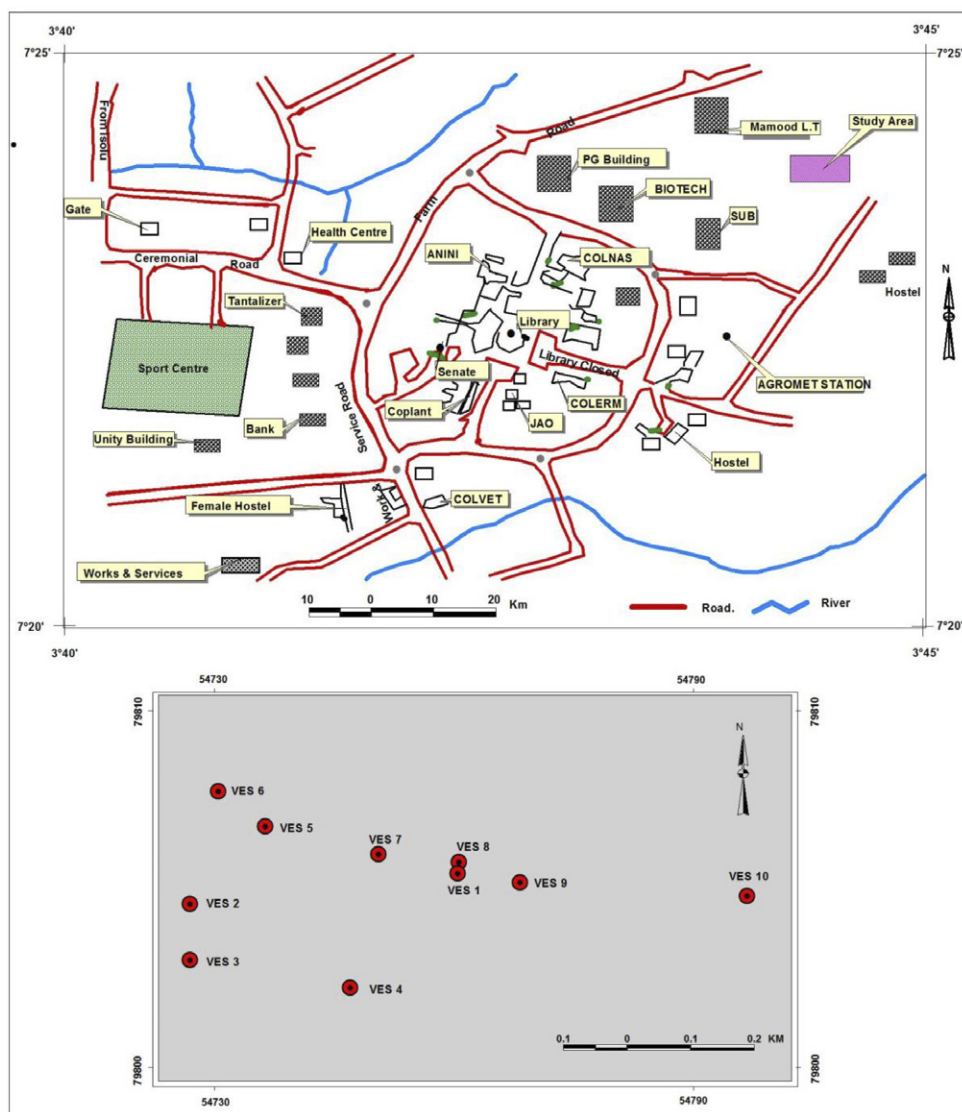 3°40'
3°45'
7°25'
7°25'
From Isolu
Road
Mamood L.T
Study Area
PG Building
BIOTECH
SUB
Gate
Farm
Health Centre
ANINI
COLNAS
Ceremonial
Road
Hostel
N
Tantalizer
Library
Sport Centre
Senate
Library Closed
AGROMET STATION
Coplant
COLERM
Bank
JAO
Service Road
Unity Building
Hostel
Female Hostel
Work &
COLVET
Works & Services
10 0 10 20 Km
Road.
River
7°20'
7°20'
3°40'
3°45'
54730
54790
79810
79810
N
VES 6
VES 5
VES 7
VES 8
VES 1
VES 9
VES 10
VES 2
VES 3
VES 4
0.1 0 0.1 0.2 KM
79800
79800
54730
54790